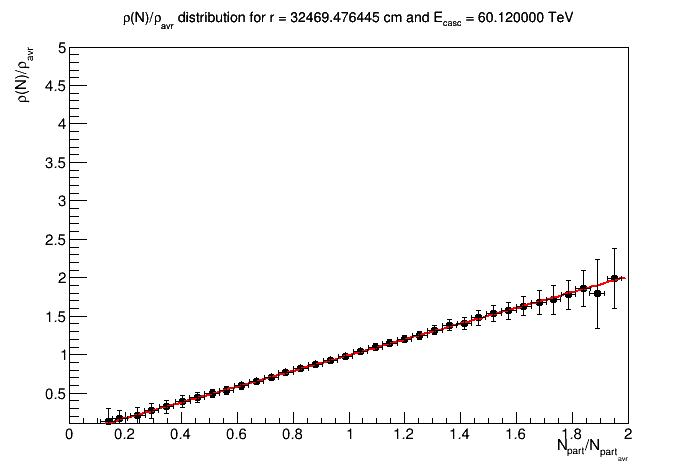 ρ(N)/ρavr distribution for r = 32469.476445 cm and Ecasc = 60.120000 TeV
ρ(N)/ρavr
5
4.5
4
3.5
3
2.5
2
1.5
1
0.5
0 0.2 0.4 0.6 0.8 1 1.2 1.4 1.6 1.8 2
Npart/Npartavr